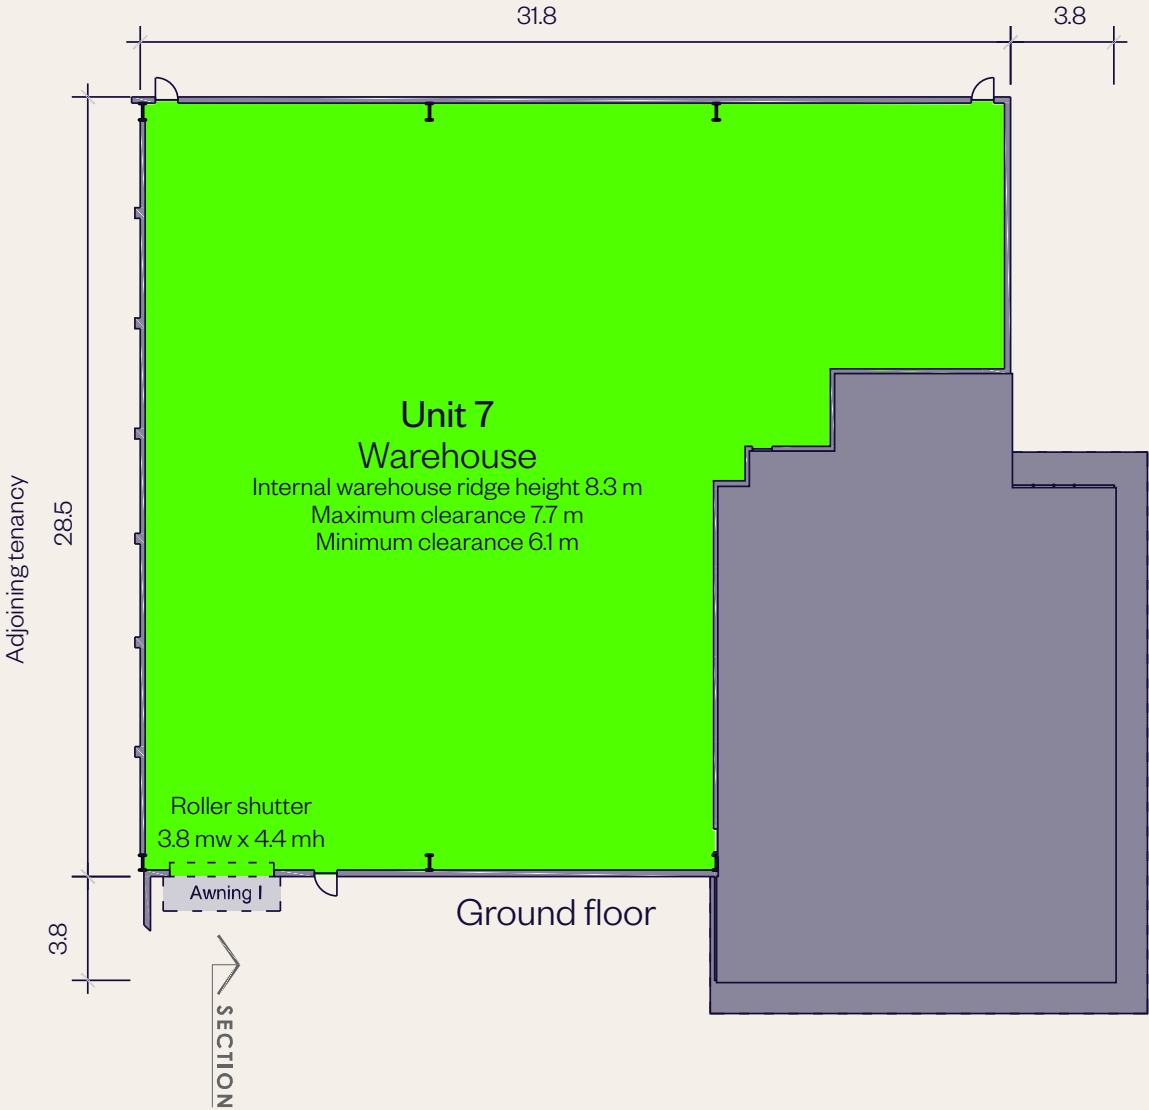 31.8
3.8
Unit 7
Warehouse
Internal warehouse ridge height 8.3 m
Maximum clearance 7.7 m
Minimum clearance 6.1 m
Adjoining tenancy
28.5
Roller shutter
3.8 mw x 4.4 mh
Awning I
Ground floor
3.8
SECTION